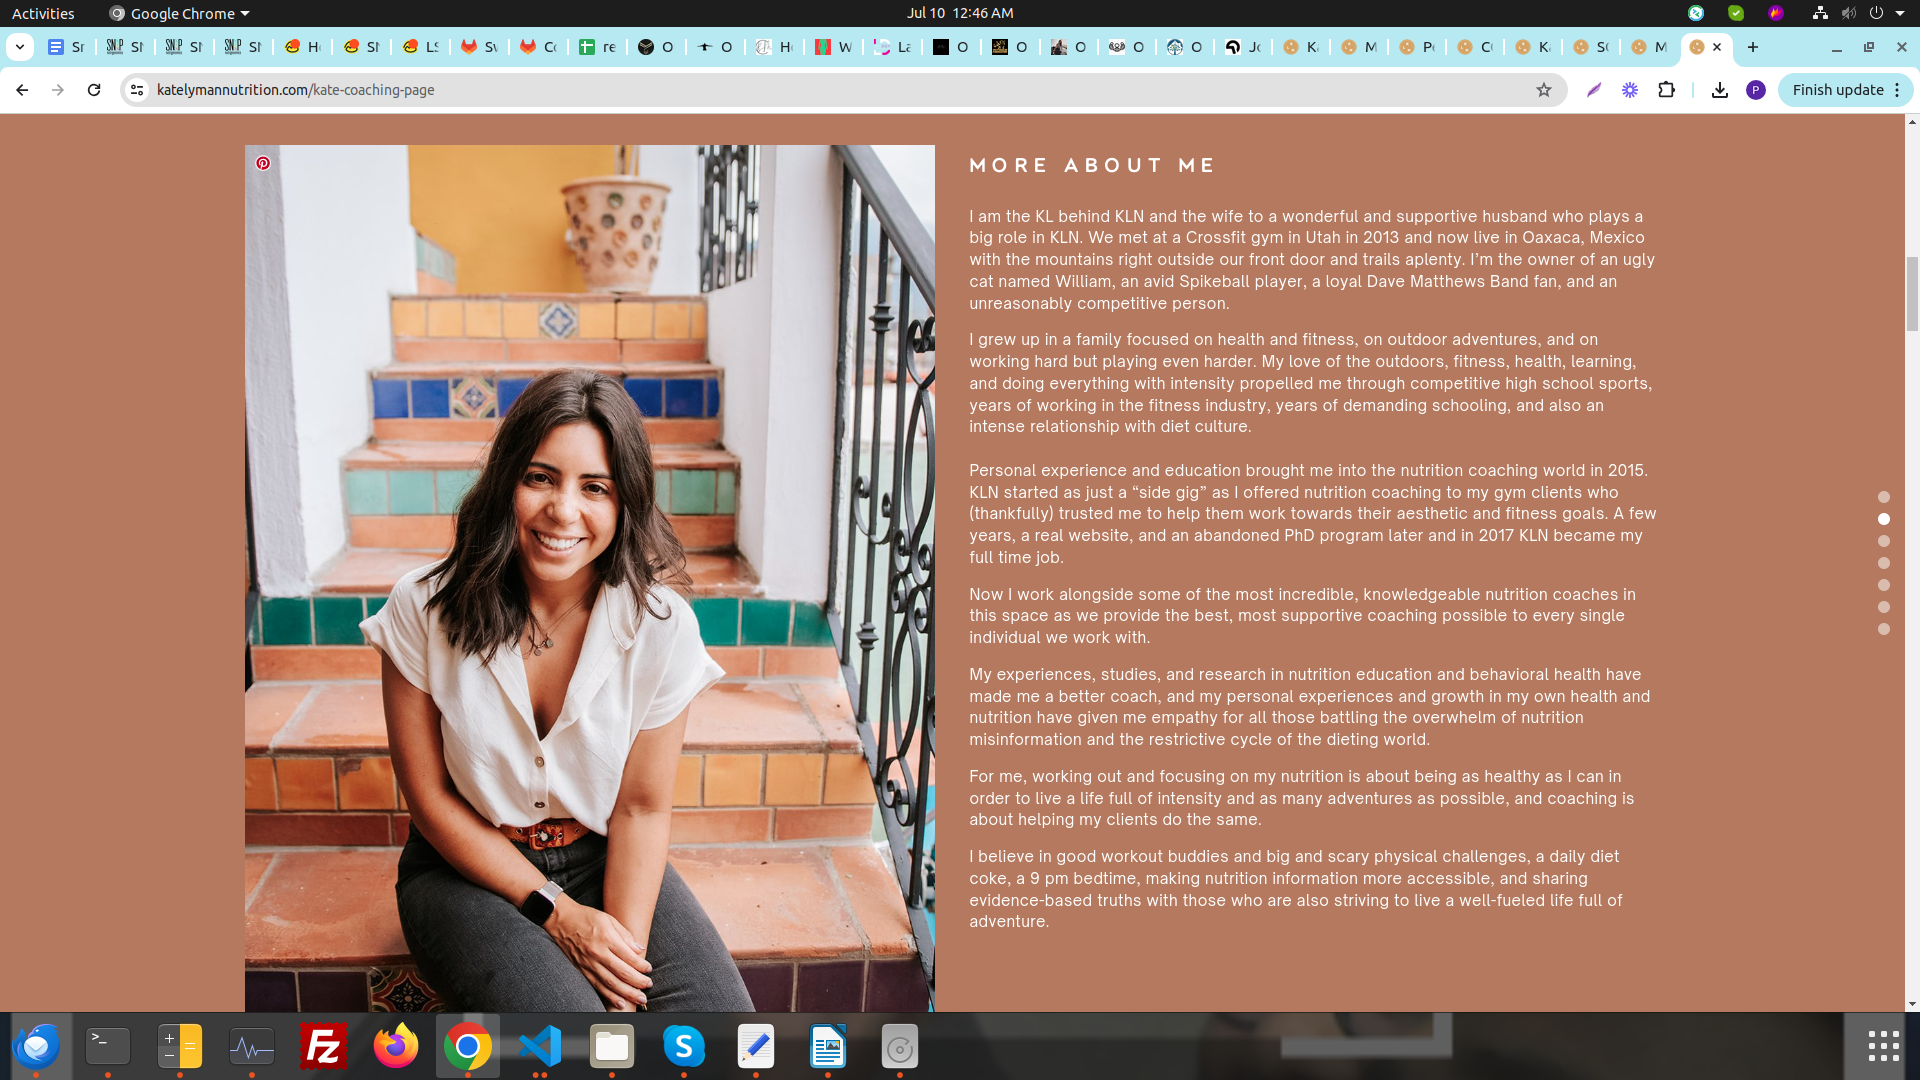 Activities
Google Chrome
Jul 10 12:46 AM
Finish update
katelymannutrition.com/kate-coaching-page
MORE ABOUT ME
I am the KL behind KLN and the wife to a wonderful and supportive husband who plays a
big role in KLN. We met at a Crossfit gym in Utah in 2013 and now live in Oaxaca, Mexico
with the mountains right outside our front door and trails aplenty. I’m the owner of an ugly
cat named William, an avid Spikeball player, a loyal Dave Matthews Band fan, and an
unreasonably competitive person.
I grew up in a family focused on health and fitness, on outdoor adventures, and on
working hard but playing even harder. My love of the outdoors, fitness, health, learning,
and doing everything with intensity propelled me through competitive high school sports,
years of working in the fitness industry, years of demanding schooling, and also an
intense relationship with diet culture.
Personal experience and education brought me into the nutrition coaching world in 2015.
KLN started as just a “side gig” as I offered nutrition coaching to my gym clients who
(thankfully) trusted me to help them work towards their aesthetic and fitness goals. A few
years, a real website, and an abandoned PhD program later and in 2017 KLN became my
full time job.
Now I work alongside some of the most incredible, knowledgeable nutrition coaches in
this space as we provide the best, most supportive coaching possible to every single
individual we work with.
My experiences, studies, and research in nutrition education and behavioral health have
made me a better coach, and my personal experiences and growth in my own health and
nutrition have given me empathy for all those battling the overwhelm of nutrition
misinformation and the restrictive cycle of the dieting world.
For me, working out and focusing on my nutrition is about being as healthy as I can in
order to live a life full of intensity and as many adventures as possible, and coaching is
about helping my clients do the same.
I believe in good workout buddies and big and scary physical challenges, a daily diet
coke, a 9 pm bedtime, making nutrition information more accessible, and sharing
evidence-based truths with those who are also striving to live a well-fueled life full of
adventure.